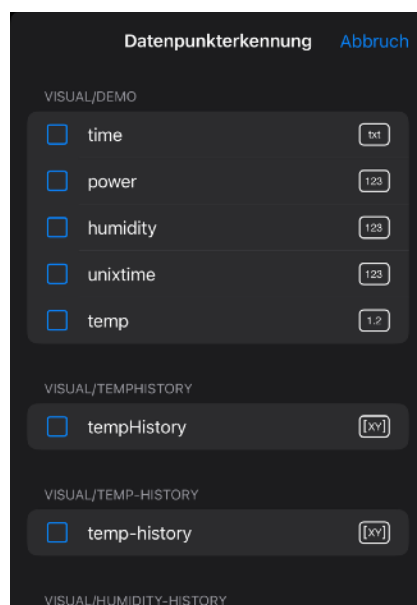 Datenpunkterkennung Abbruch
VISUAL/DEMO
time txt
power 123
humidity 123
unixtime 123
temp 1.2
VISUAL/TEMPHISTORY
tempHistory [XY]
VISUAL/TEMP-HISTORY
temp-history [XY]
VISUAL/HUMIDITY-HISTORY